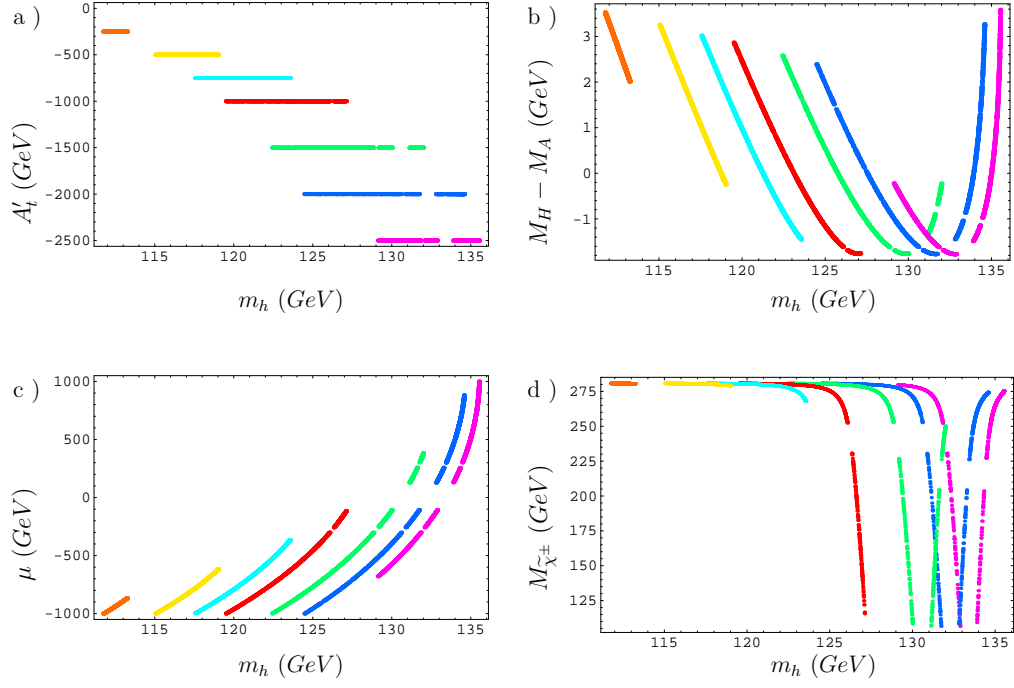 a )
0
-500
-1000
-1500
-2000
-2500
A′t (GeV)
115 120 125 130 135
m_h (GeV)
b )
3
2
1
0
-1
M_H − M_A (GeV)
115 120 125 130 135
m_h (GeV)
c )
1000
500
0
-500
-1000
μ (GeV)
115 120 125 130 135
m_h (GeV)
d )
275
250
225
200
175
150
125
M_χ̃± (GeV)
115 120 125 130 135
m_h (GeV)